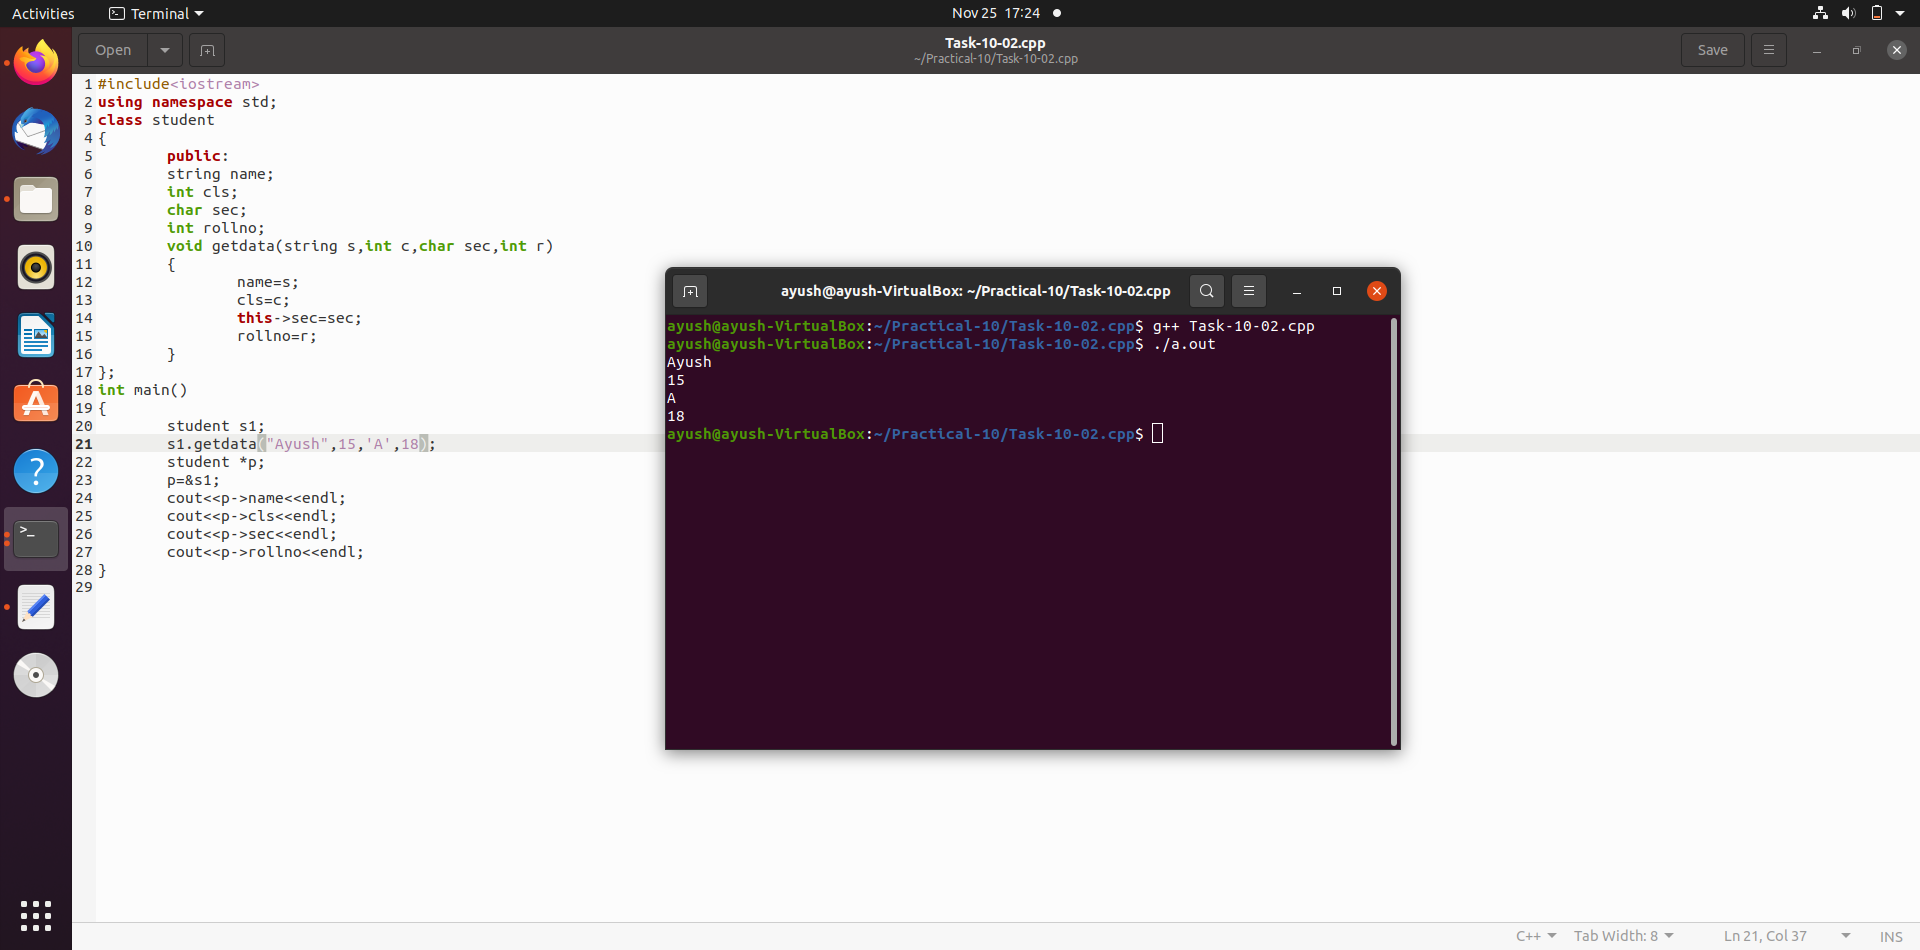 Activities
Terminal
Nov 25 17:24
Open
Task-10-02.cpp
~/Practical-10/Task-10-02.cpp
Save
1 #include<iostream>
2 using namespace std;
3 class student
4 {
5 public:
6 string name;
7 int cls;
8 char sec;
9 int rollno;
10 void getdata(string s,int c,char sec,int r)
11 {
12 name=s;
13 cls=c;
14 this->sec=sec;
15 rollno=r;
16 }
17 };
18 int main()
19 {
20 student s1;
21 s1.getdata("Ayush",15,'A',18);
22 student *p;
23 p=&s1;
24 cout<<p->name<<endl;
25 cout<<p->cls<<endl;
26 cout<<p->sec<<endl;
27 cout<<p->rollno<<endl;
28 }
29
ayush@ayush-VirtualBox: ~/Practical-10/Task-10-02.cpp
ayush@ayush-VirtualBox:~/Practical-10/Task-10-02.cpp$ g++ Task-10-02.cpp
ayush@ayush-VirtualBox:~/Practical-10/Task-10-02.cpp$ ./a.out
Ayush
15
A
18
ayush@ayush-VirtualBox:~/Practical-10/Task-10-02.cpp$
C++
Tab Width: 8
Ln 21, Col 37
INS